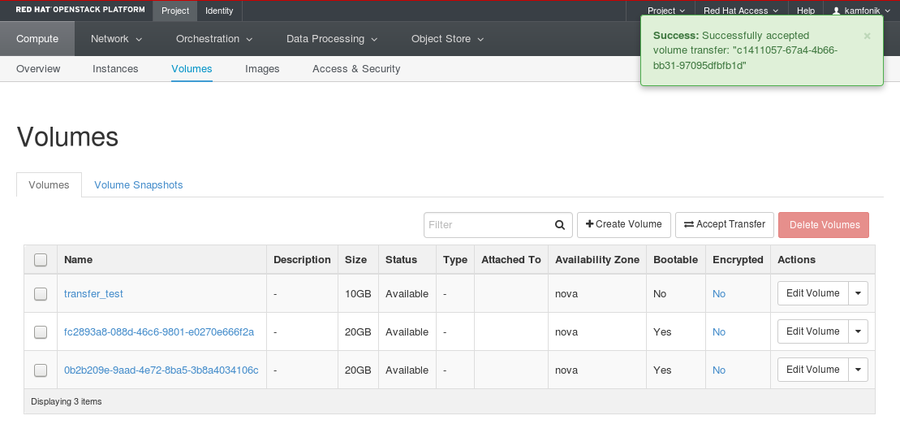 RED HAT OPENSTACK PLATFORM Project Identity Project Red Hat Access Help kamfonik
Compute Network Orchestration Data Processing Object Store
Success: Successfully accepted
volume transfer: "c1411057-67a4-4b66-
bb31-97095dfbfb1d"
×
Overview Instances Volumes Images Access & Security
Volumes
Volumes Volume Snapshots
Filter Create Volume Accept Transfer Delete Volumes
Name Description Size Status Type Attached To Availability Zone Bootable Encrypted Actions
transfer_test - 10GB Available - nova No No Edit Volume
fc2893a8-088d-46c6-9801-e0270e666f2a - 20GB Available - nova Yes No Edit Volume
0b2b209e-9aad-4e72-8ba5-3b8a4034106c - 20GB Available - nova Yes No Edit Volume
Displaying 3 items